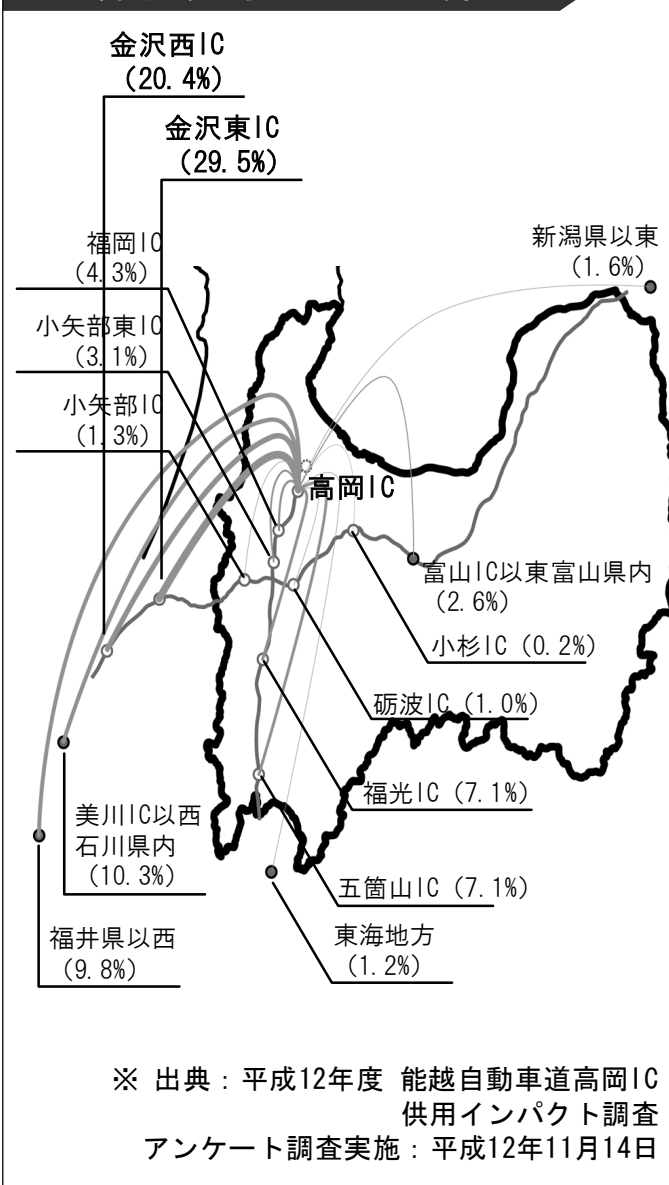 金沢西IC
(20.4%)
金沢東IC
(29.5%)
福岡IC
(4.3%)
新潟県以東
(1.6%)
小矢部東IC
(3.1%)
小矢部IC
(1.3%)
高岡IC
富山IC以東富山県内
(2.6%)
小杉IC (0.2%)
砺波IC (1.0%)
福光IC (7.1%)
美川IC以西
石川県内
(10.3%)
五箇山IC (7.1%)
福井県以西
(9.8%)
東海地方
(1.2%)
※ 出典:平成12年度 能越自動車道高岡IC
供用インパクト調査
アンケート調査実施:平成12年11月14日